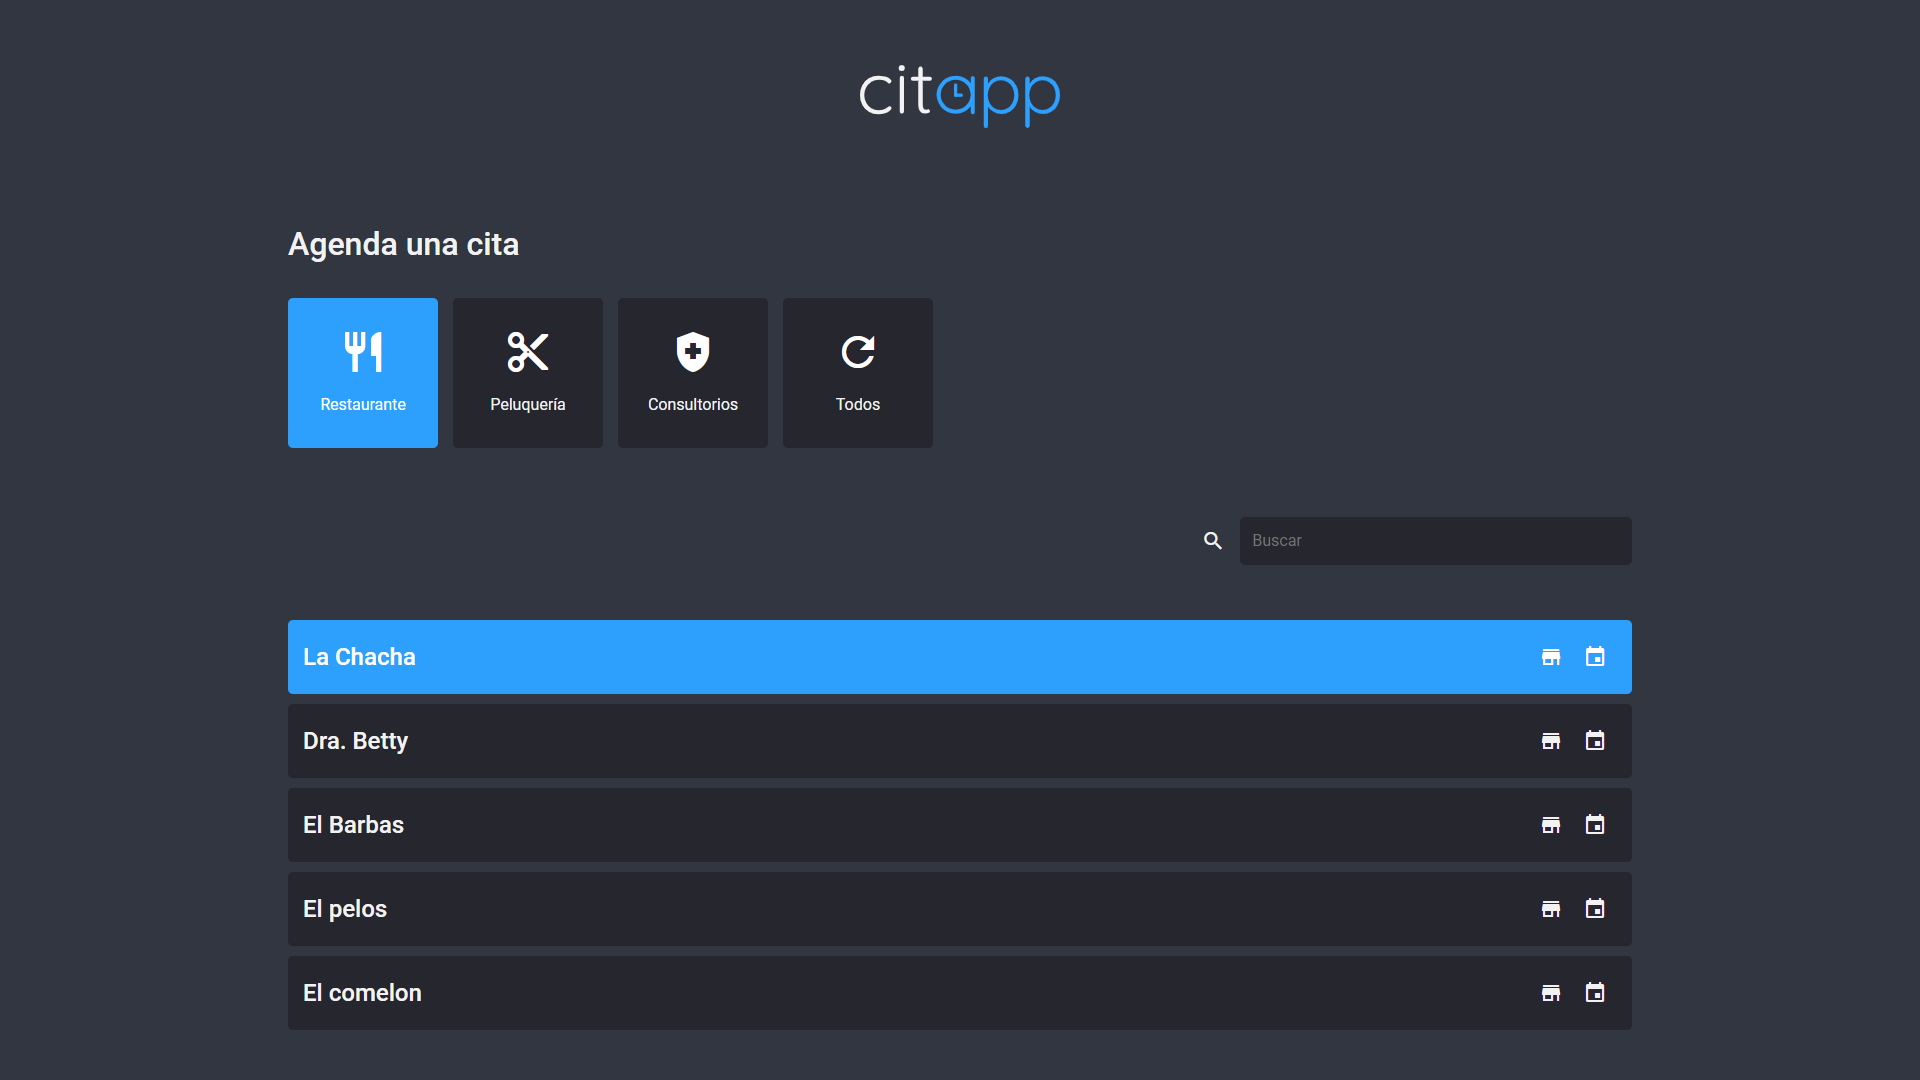 citapp
Agenda una cita
Restaurante
Peluquería
Consultorios
Todos
Buscar
La Chacha
Dra. Betty
El Barbas
El pelos
El comelon